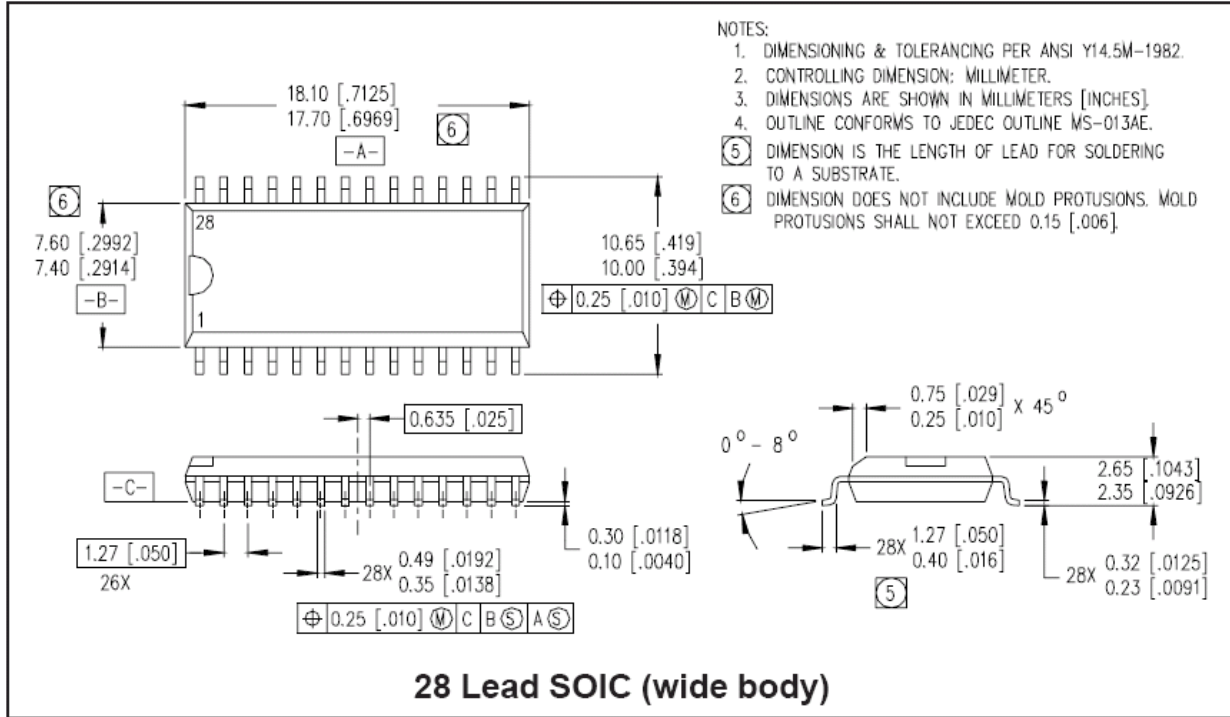 NOTES:
1. DIMENSIONING & TOLERANCING PER ANSI Y14.5M-1982.
2. CONTROLLING DIMENSION: MILLIMETER.
3. DIMENSIONS ARE SHOWN IN MILLIMETERS [INCHES].
4. OUTLINE CONFORMS TO JEDEC OUTLINE MS-013AE.
5 DIMENSION IS THE LENGTH OF LEAD FOR SOLDERING
TO A SUBSTRATE.
6 DIMENSION DOES NOT INCLUDE MOLD PROTUSIONS. MOLD
PROTUSIONS SHALL NOT EXCEED 0.15 [.006].
18.10 [.7125]
17.70 [.6969]
6
-A-
6
28
7.60 [.2992]
7.40 [.2914]
-B-
1
10.65 [.419]
10.00 [.394]
⌖ 0.25 [.010] Ⓜ C B Ⓜ
0.635 [.025]
-C-
1.27 [.050]
26X
28X 0.49 [.0192]
0.35 [.0138]
0.30 [.0118]
0.10 [.0040]
⌖ 0.25 [.010] Ⓜ C B Ⓢ A Ⓢ
0.75 [.029]
0.25 [.010]
X 45°
0° - 8°
2.65 [.1043]
2.35 [.0926]
28X 1.27 [.050]
0.40 [.016]
5
28X 0.32 [.0125]
0.23 [.0091]
28 Lead SOIC (wide body)